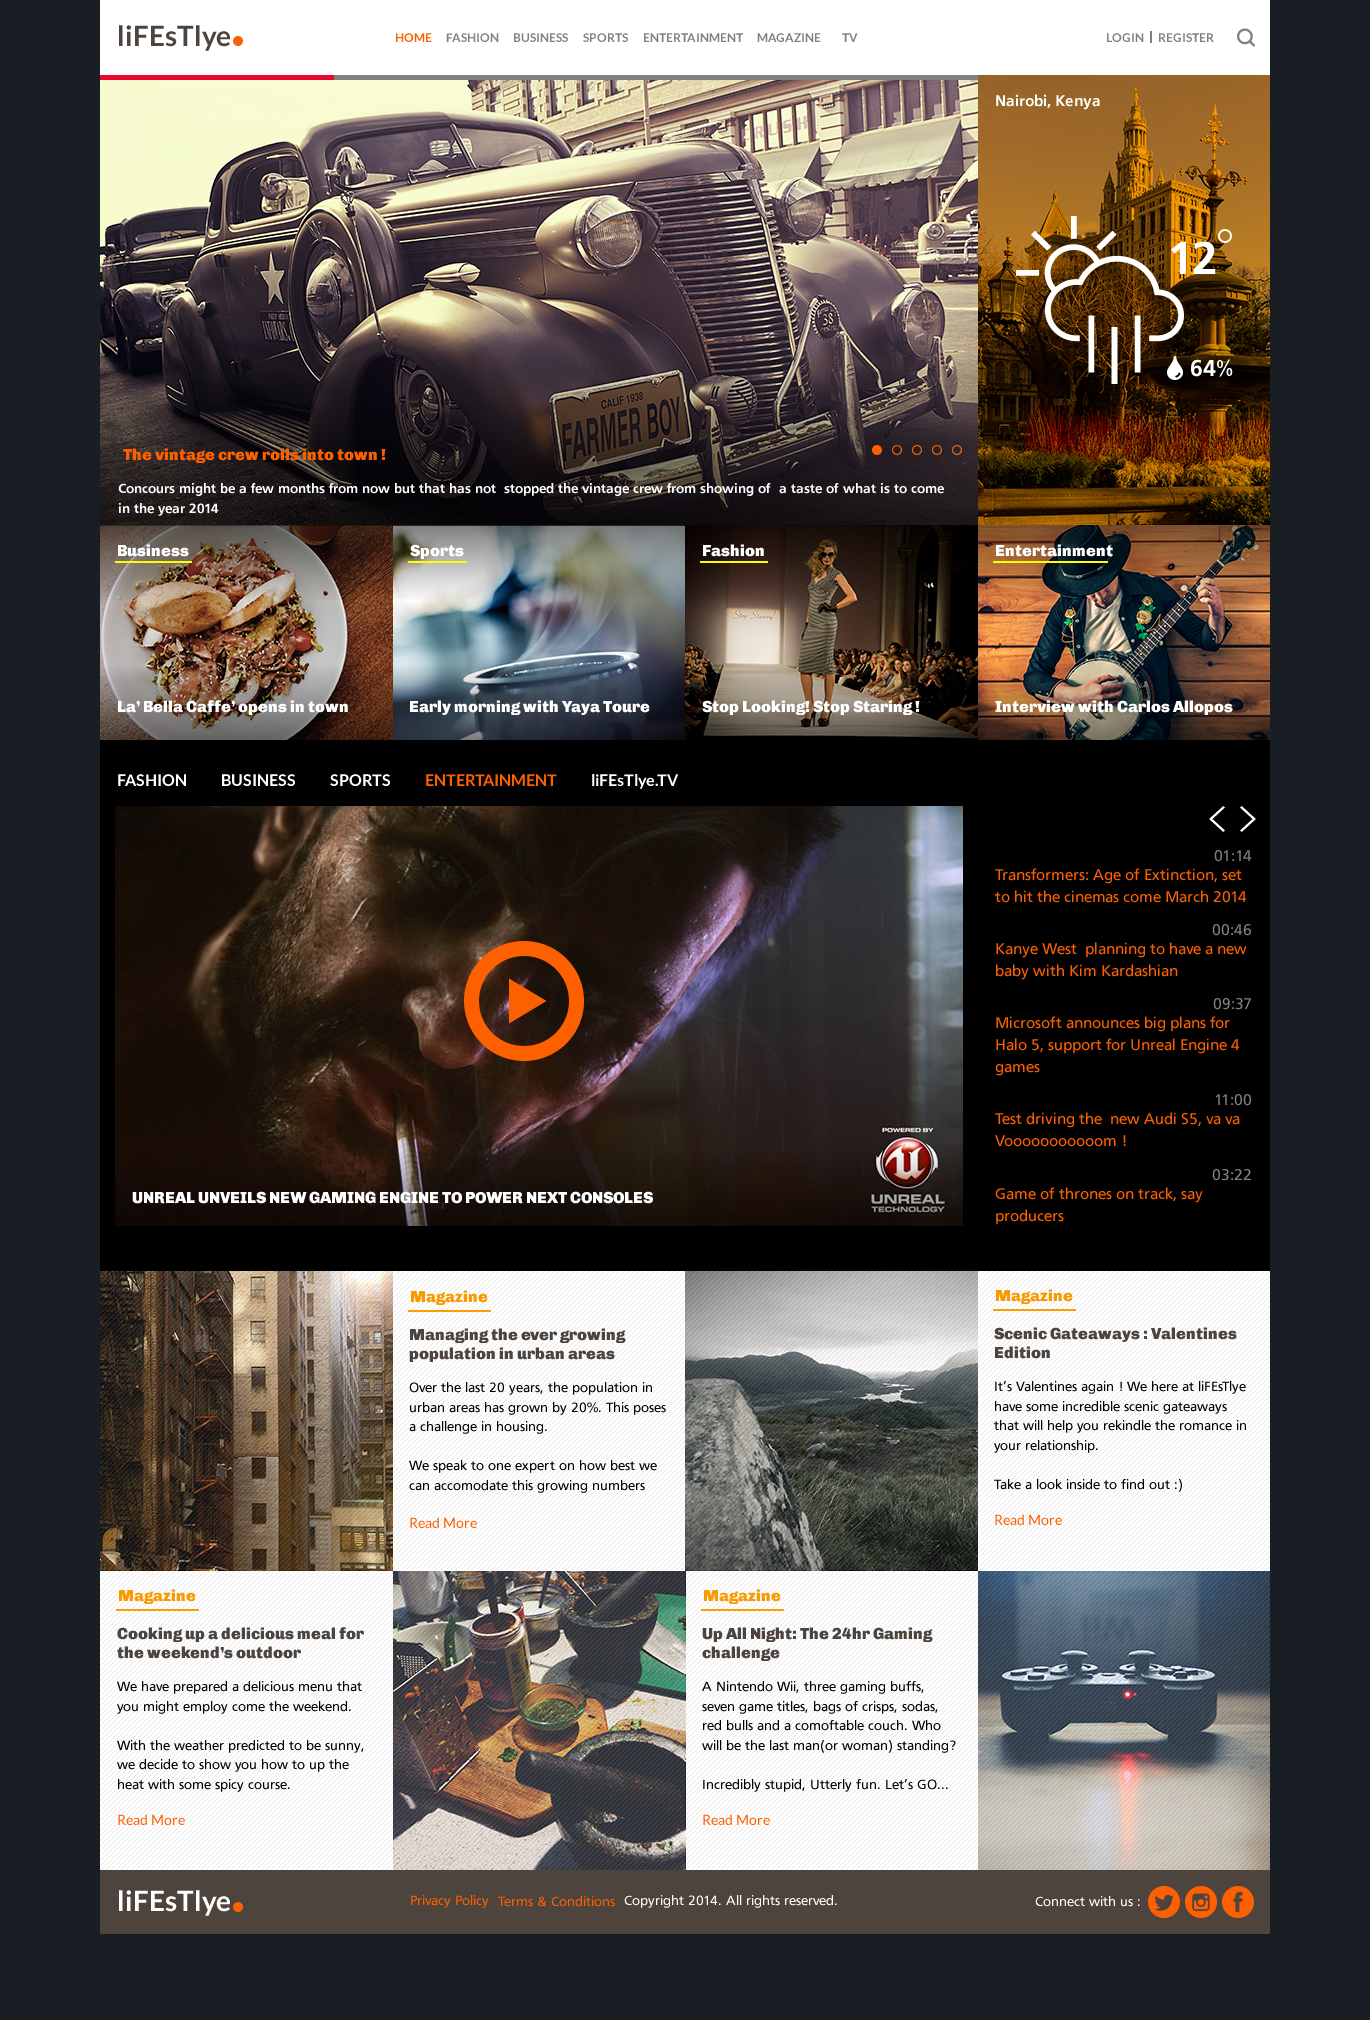 liFEsTlye
HOME FASHION BUSINESS SPORTS ENTERTAINMENT MAGAZINE TV
LOGIN | REGISTER
Nairobi, Kenya
12°
64%
CALIF 1938
FARMER BOY
38
The vintage crew rolls into town !
Concours might be a few months from now but that has not stopped the vintage crew from showing of a taste of what is to come
in the year 2014
Business
La’ Bella Caffe’ opens in town
Sports
Early morning with Yaya Toure
Fashion
Stop Staring!
Stop Looking! Stop Staring !
Entertainment
Interview with Carlos Allopos
FASHION BUSINESS SPORTS ENTERTAINMENT liFEsTlye.TV
UNREAL UNVEILS NEW GAMING ENGINE TO POWER NEXT CONSOLES
POWERED BY
UNREAL
TECHNOLOGY
01:14
Transformers: Age of Extinction, set
to hit the cinemas come March 2014
00:46
Kanye West planning to have a new
baby with Kim Kardashian
09:37
Microsoft announces big plans for
Halo 5, support for Unreal Engine 4
games
11:00
Test driving the new Audi S5, va va
Vooooooooooom !
03:22
Game of thrones on track, say
producers
Magazine
Managing the ever growing
population in urban areas
Over the last 20 years, the population in
urban areas has grown by 20%. This poses
a challenge in housing.
We speak to one expert on how best we
can accomodate this growing numbers
Read More
Magazine
Scenic Gateaways : Valentines
Edition
It’s Valentines again ! We here at liFEsTlye
have some incredible scenic gateaways
that will help you rekindle the romance in
your relationship.
Take a look inside to find out :)
Read More
Magazine
Cooking up a delicious meal for
the weekend’s outdoor
We have prepared a delicious menu that
you might employ come the weekend.
With the weather predicted to be sunny,
we decide to show you how to up the
heat with some spicy course.
Read More
Magazine
Up All Night: The 24hr Gaming
challenge
A Nintendo Wii, three gaming buffs,
seven game titles, bags of crisps, sodas,
red bulls and a comoftable couch. Who
will be the last man(or woman) standing?
Incredibly stupid, Utterly fun. Let’s GO...
Read More
liFEsTlye
Privacy Policy Terms & Conditions Copyright 2014. All rights reserved.
Connect with us :